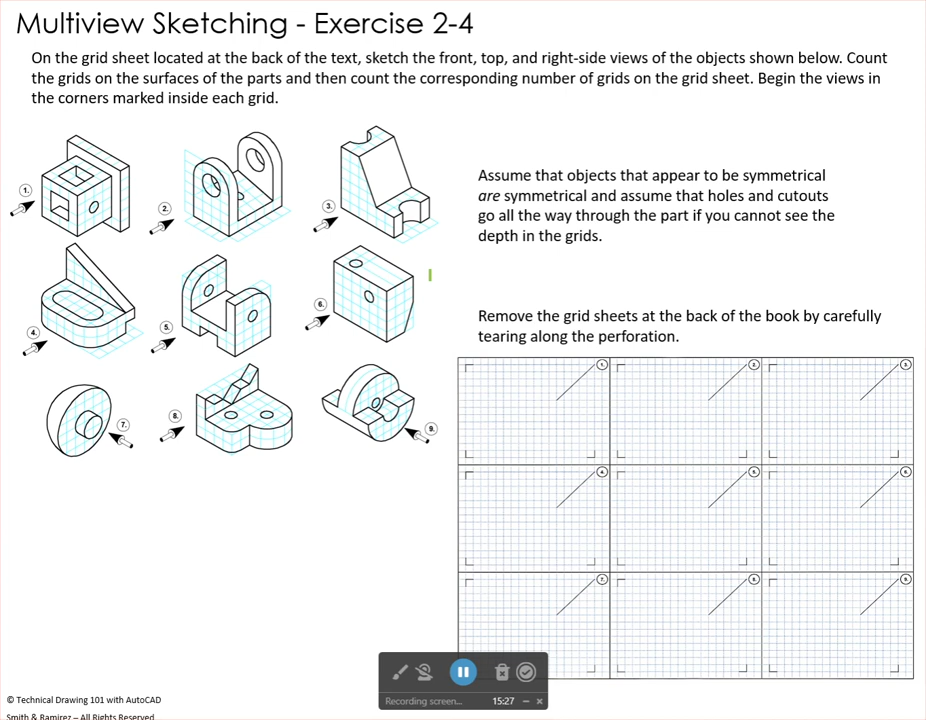 Multiview Sketching - Exercise 2-4
On the grid sheet located at the back of the text, sketch the front, top, and right-side views of the objects shown below. Count
the grids on the surfaces of the parts and then count the corresponding number of grids on the grid sheet. Begin the views in
the corners marked inside each grid.
1.
2.
3.
Assume that objects that appear to be symmetrical
are symmetrical and assume that holes and cutouts
go all the way through the part if you cannot see the
depth in the grids.
4.
5.
6.
Remove the grid sheets at the back of the book by carefully
tearing along the perforation.
7.
8.
9.
1.
2.
3.
4.
5.
6.
7.
8.
9.
Recording screen...
15:27
© Technical Drawing 101 with AutoCAD
Smith & Ramirez – All Rights Reserved